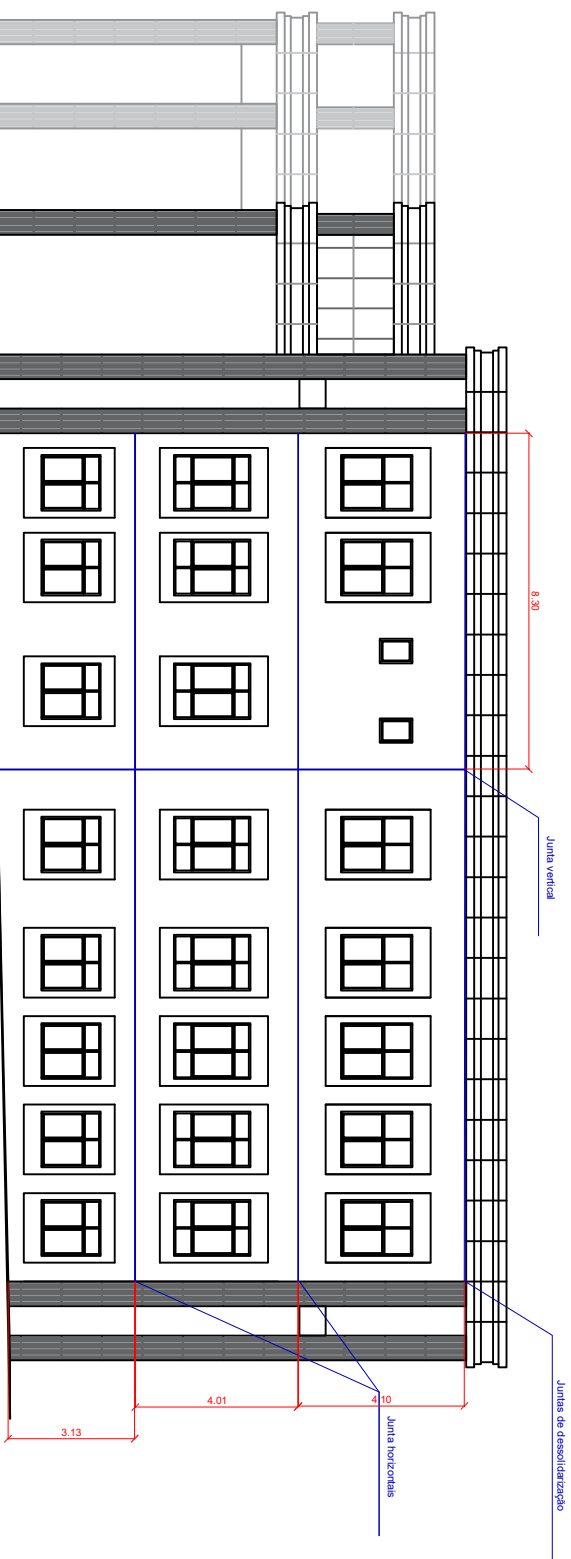 8.30
Junta vertical
Juntas de dessolidarização
Junta horizontais
4.10
4.01
3.13